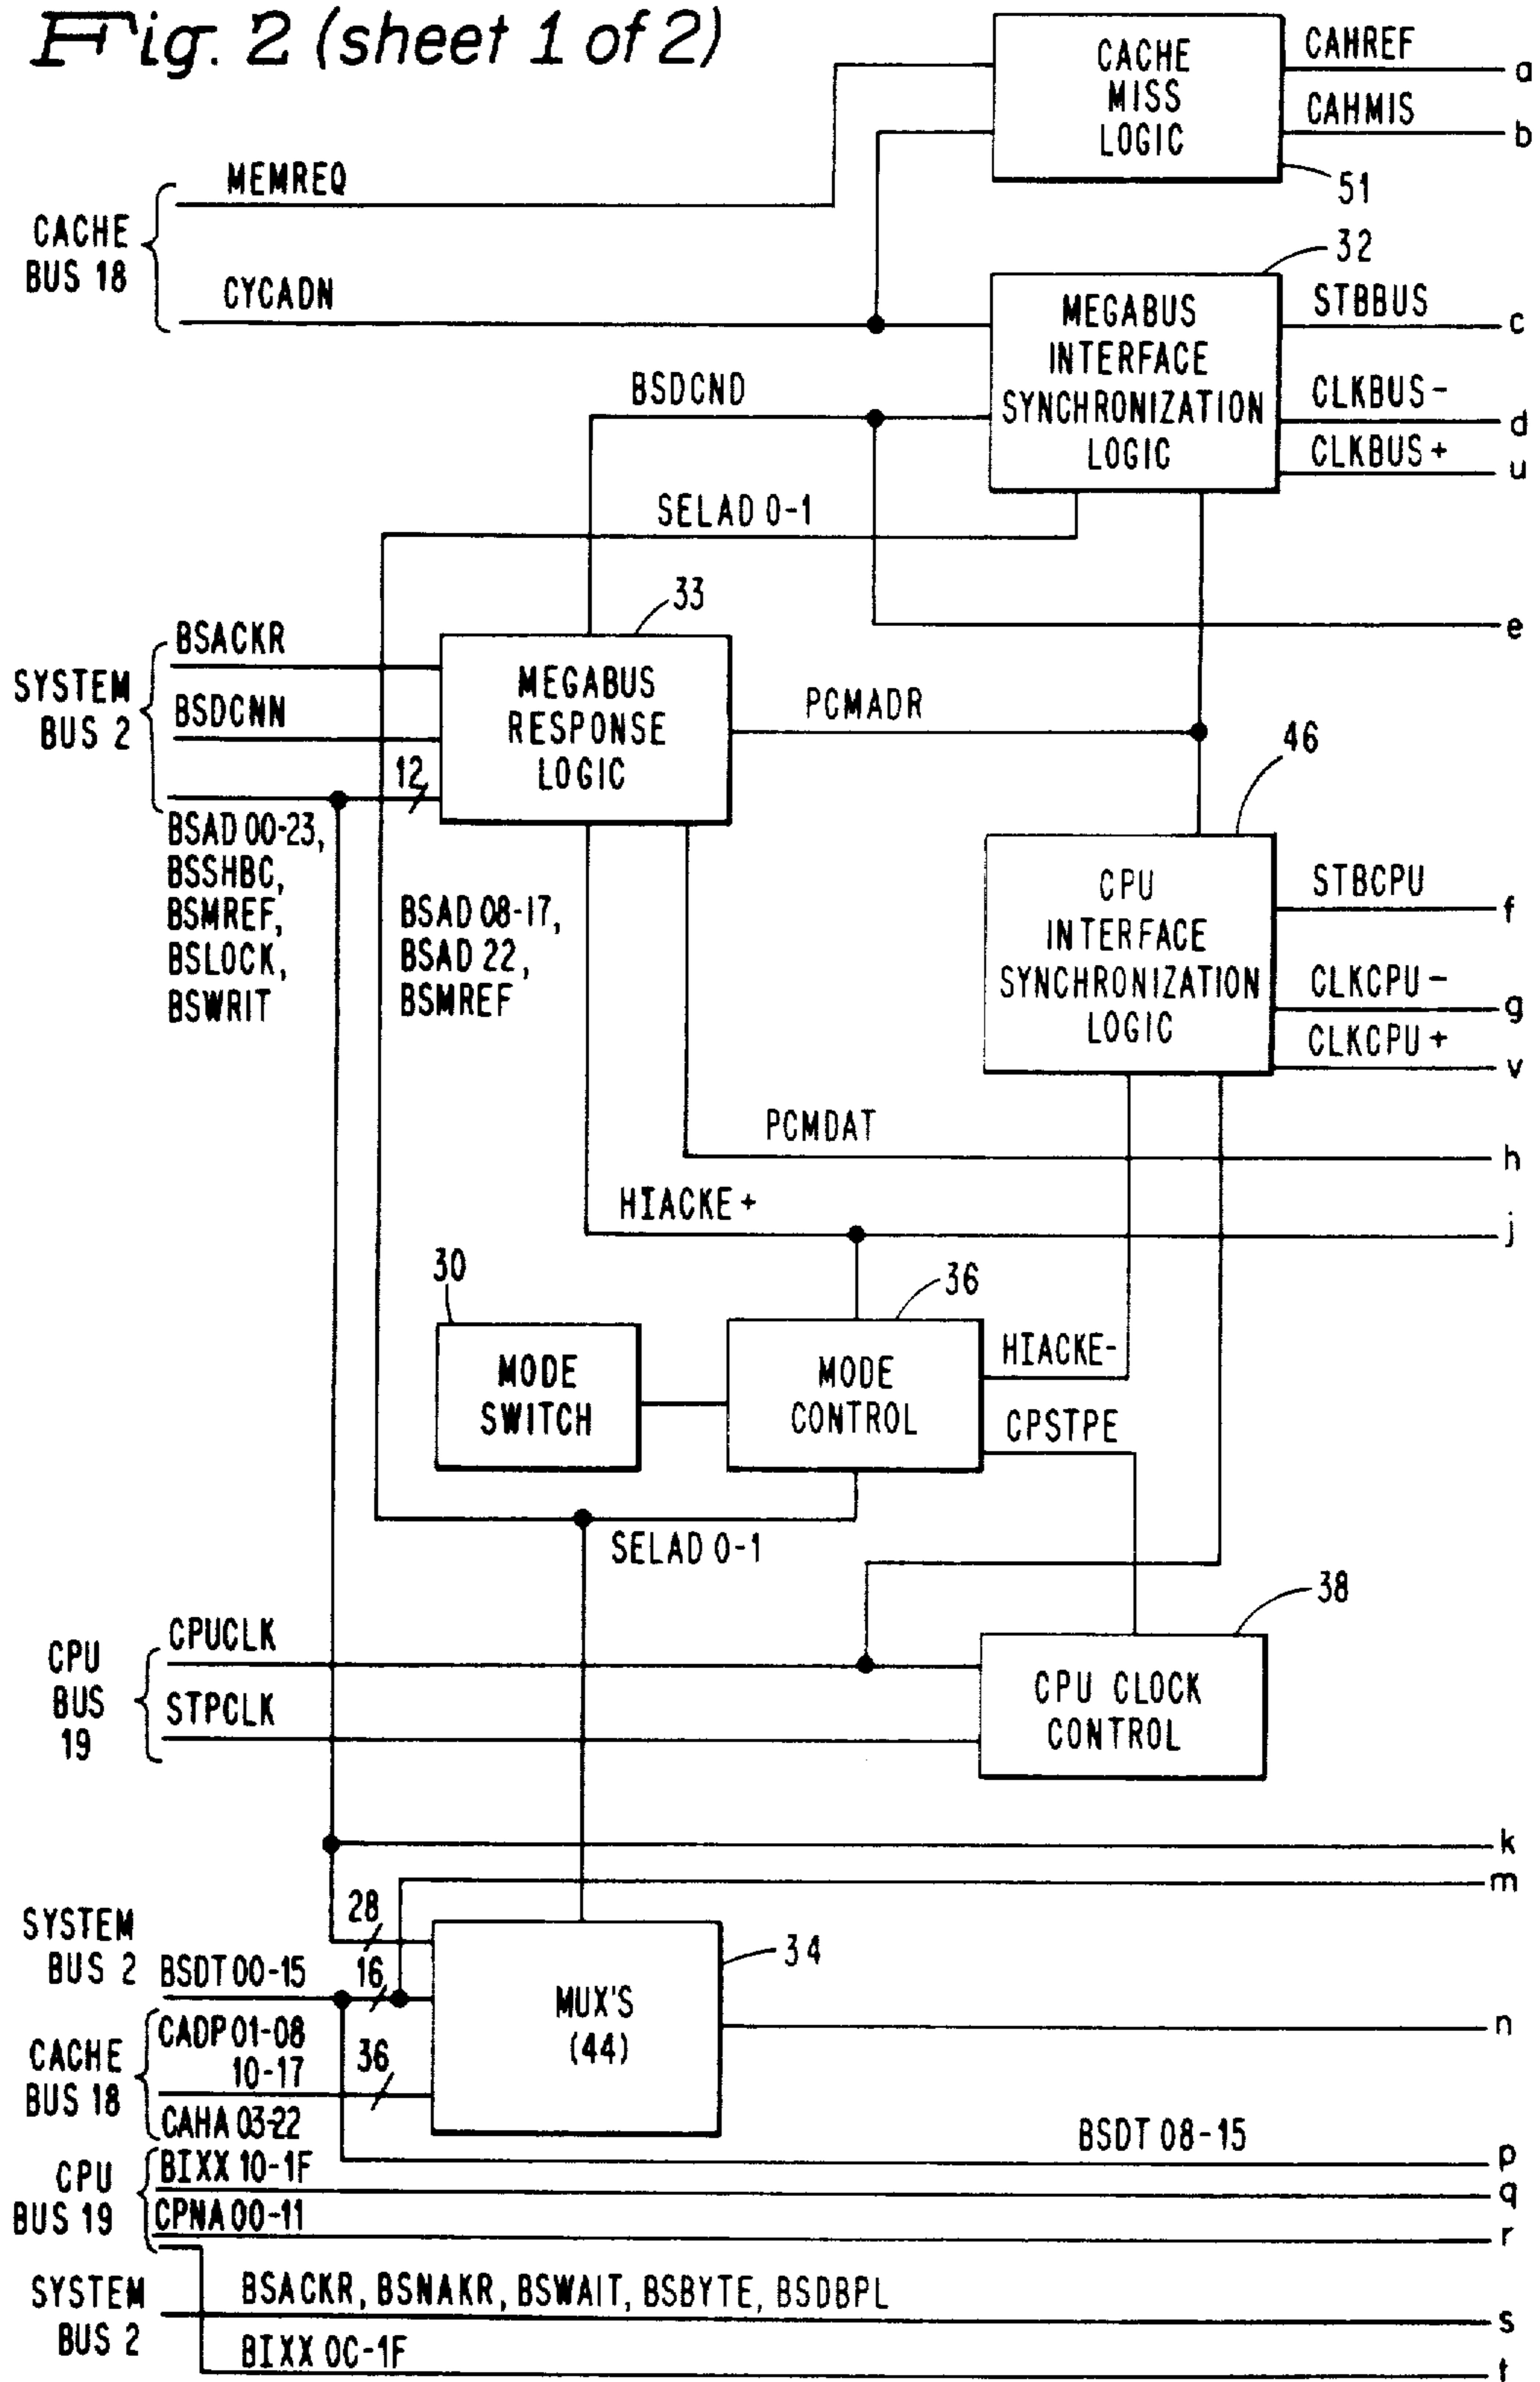 Fig. 2 (sheet 1 of 2)
CACHE
MISS
LOGIC
CAHREF
a
CAHMIS
b
51
MEMREQ
CACHE
BUS 18
CYCADN
32
MEGABUS
INTERFACE
SYNCHRONIZATION
LOGIC
STBBUS
c
CLKBUS-
d
CLKBUS+
u
BSDCND
SELAD 0-1
e
33
SYSTEM
BUS 2
BSACKR
BSDCNN
12
MEGABUS
RESPONSE
LOGIC
PCMADR
46
BSAD 00-23,
BSSHBC,
BSMREF,
BSLOCK,
BSWRIT
BSAD 08-17,
BSAD 22,
BSMREF
CPU
INTERFACE
SYNCHRONIZATION
LOGIC
STBCPU
f
CLKCPU-
g
CLKCPU+
v
PCMDAT
h
HIACKE+
j
30
MODE
SWITCH
36
MODE
CONTROL
HIACKE-
CPSTPE
SELAD 0-1
38
CPU
BUS
19
CPUCLK
STPCLK
CPU CLOCK
CONTROL
k
m
28
SYSTEM
BUS 2
BSDT 00-15
16
34
MUX'S
(44)
n
CACHE
BUS 18
CADP 01-08
10-17
36
CAHA 03-22
BSDT 08-15
p
CPU
BUS 19
BIXX 10-1F
q
CPNA 00-11
r
SYSTEM
BUS 2
BSACKR, BSNAKR, BSWAIT, BSBYTE, BSDBPL
s
BIXX 0C-1F
t